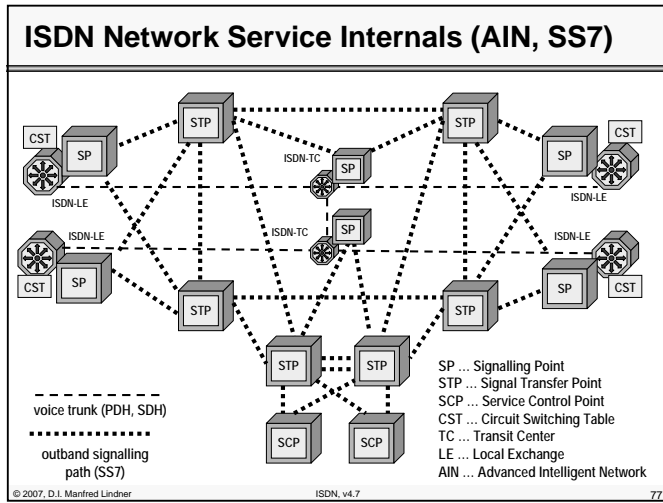 ISDN Network Service Internals (AIN, SS7)
STP
STP
CST
CST
SP
ISDN-TC
SP
SP
ISDN-LE
ISDN-LE
SP
ISDN-LE
ISDN-TC
ISDN-LE
CST
SP
STP
STP
SP
CST
STP
STP
SCP
SCP
voice trunk (PDH, SDH)
outband signalling
path (SS7)
SP ... Signalling Point
STP ... Signal Transfer Point
SCP ... Service Control Point
CST ... Circuit Switching Table
TC ... Transit Center
LE ... Local Exchange
AIN ... Advanced Intelligent Network
© 2007, D.I. Manfred Lindner
ISDN, v4.7
77